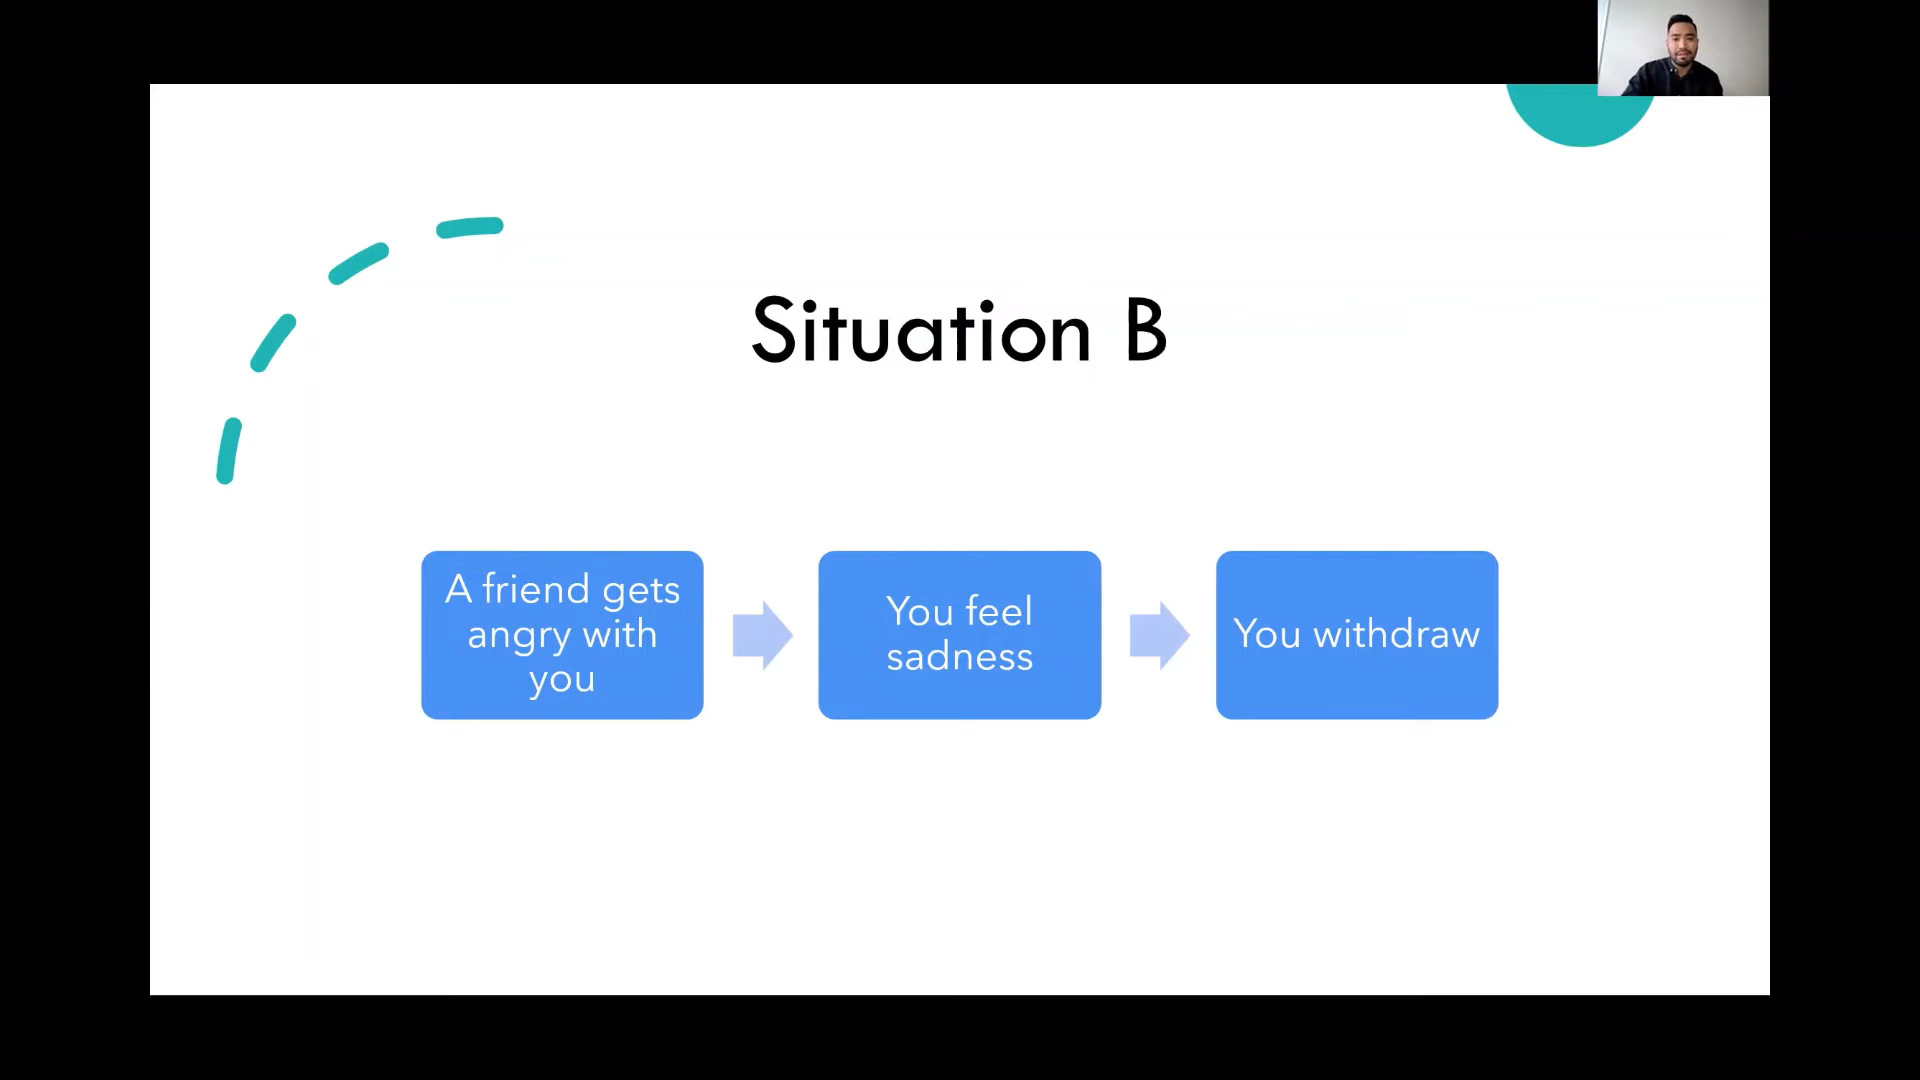 Situation B
A friend gets
angry with
you
You feel
sadness
You withdraw